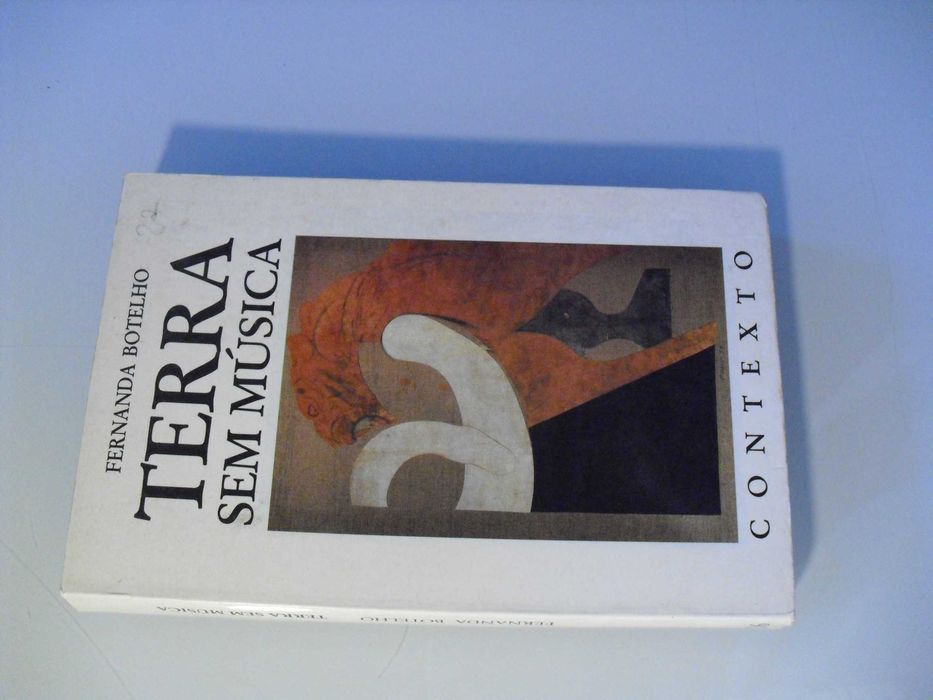 FERNANDA BOTELHO
TERRA
SEM MÚSICA
CONTEXTO
FERNANDA BOTELHO TERRA SEM MÚSICA